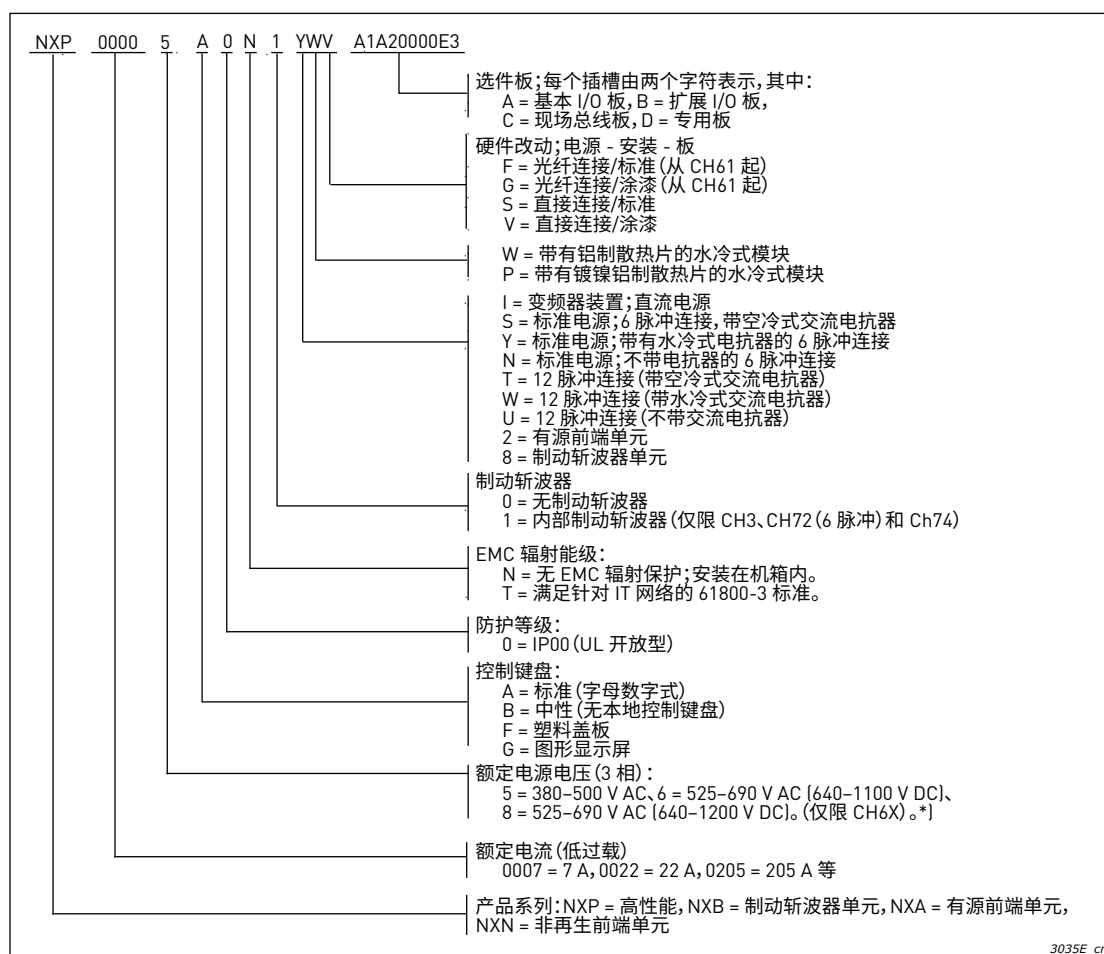 NXP 0000 5 A 0 N 1 YWV A1A20000E3
选件板;每个插槽由两个字符表示,其中:
A = 基本 I/O 板,B = 扩展 I/O 板,
C = 现场总线板,D = 专用板
硬件改动;电源 - 安装 - 板
F = 光纤连接/标准(从 CH61 起)
G = 光纤连接/涂漆(从 CH61 起)
S = 直接连接/标准
V = 直接连接/涂漆
W = 带有铝制散热片的水冷式模块
P = 带有镀镍铝制散热片的水冷式模块
I = 变频器装置;直流电源
S = 标准电源;6 脉冲连接,带空冷式交流电抗器
Y = 标准电源;带有水冷式电抗器的 6 脉冲连接
N = 标准电源;不带电抗器的 6 脉冲连接
T = 12 脉冲连接(带空冷式交流电抗器)
W = 12 脉冲连接(带水冷式交流电抗器)
U = 12 脉冲连接(不带交流电抗器)
2 = 有源前端单元
8 = 制动斩波器单元
制动斩波器
0 = 无制动斩波器
1 = 内部制动斩波器(仅限 CH3、CH72(6 脉冲)和 Ch74)
EMC 辐射能级:
N = 无 EMC 辐射保护;安装在机箱内。
T = 满足针对 IT 网络的 61800-3 标准。
防护等级:
0 = IP00(UL 开放型)
控制键盘:
A = 标准(字母数字式)
B = 中性(无本地控制键盘)
F = 塑料盖板
G = 图形显示屏
额定电源电压(3 相):
5 = 380–500 V AC、6 = 525–690 V AC (640–1100 V DC)、
8 = 525–690 V AC (640–1200 V DC)。(仅限 CH6X)。*)
额定电流(低过载)
0007 = 7 A,0022 = 22 A,0205 = 205 A 等
产品系列:NXP = 高性能,NXB = 制动斩波器单元,NXA = 有源前端单元,
NXN = 非再生前端单元
3035E_cn